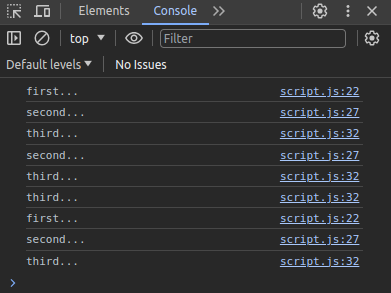 Elements Console
top Filter
Default levels No Issues
first... script.js:22
second... script.js:27
third... script.js:32
second... script.js:27
third... script.js:32
third... script.js:32
first... script.js:22
second... script.js:27
third... script.js:32